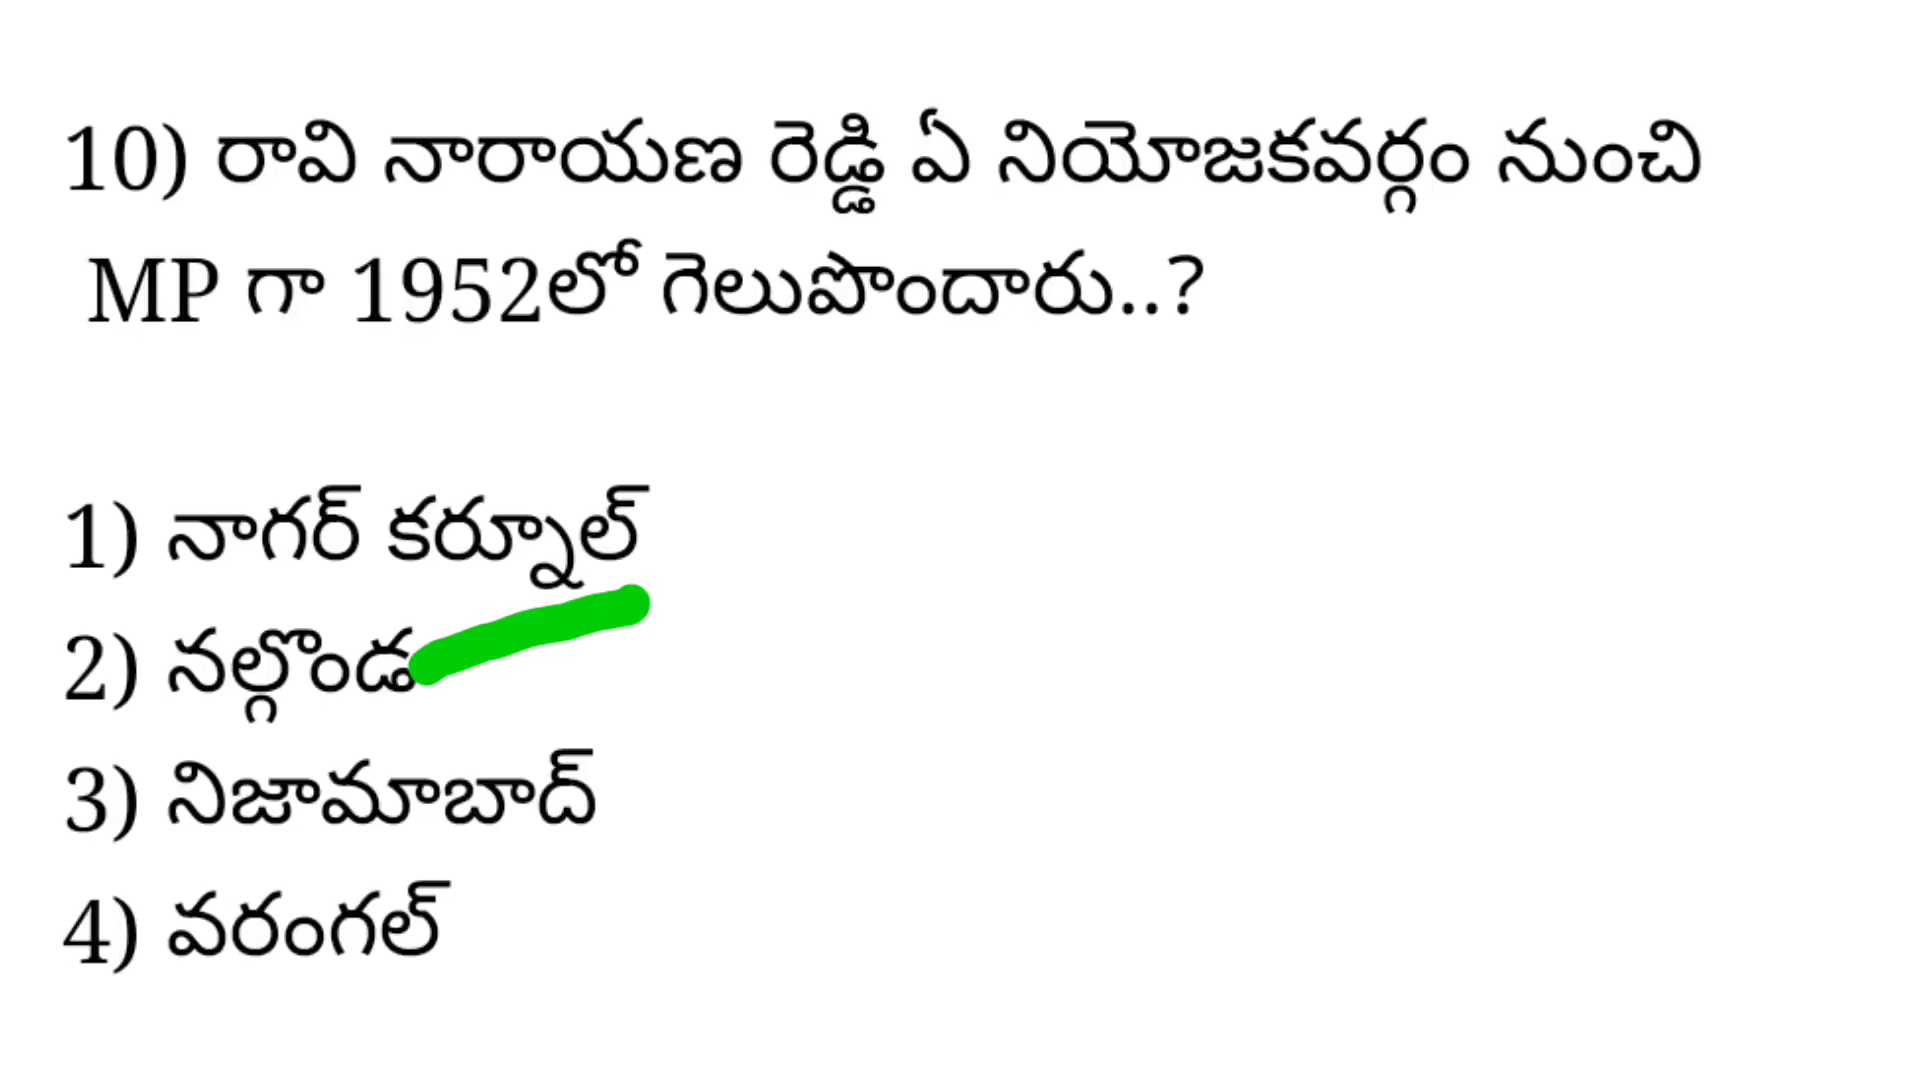 10) రావి నారాయణ రెడ్డి ఏ నియోజకవర్గం నుంచి
MP గా 1952లో గెలుపొందారు..?
1) నాగర్ కర్నూల్
2) నల్గొండ
3) నిజామాబాద్
4) వరంగల్